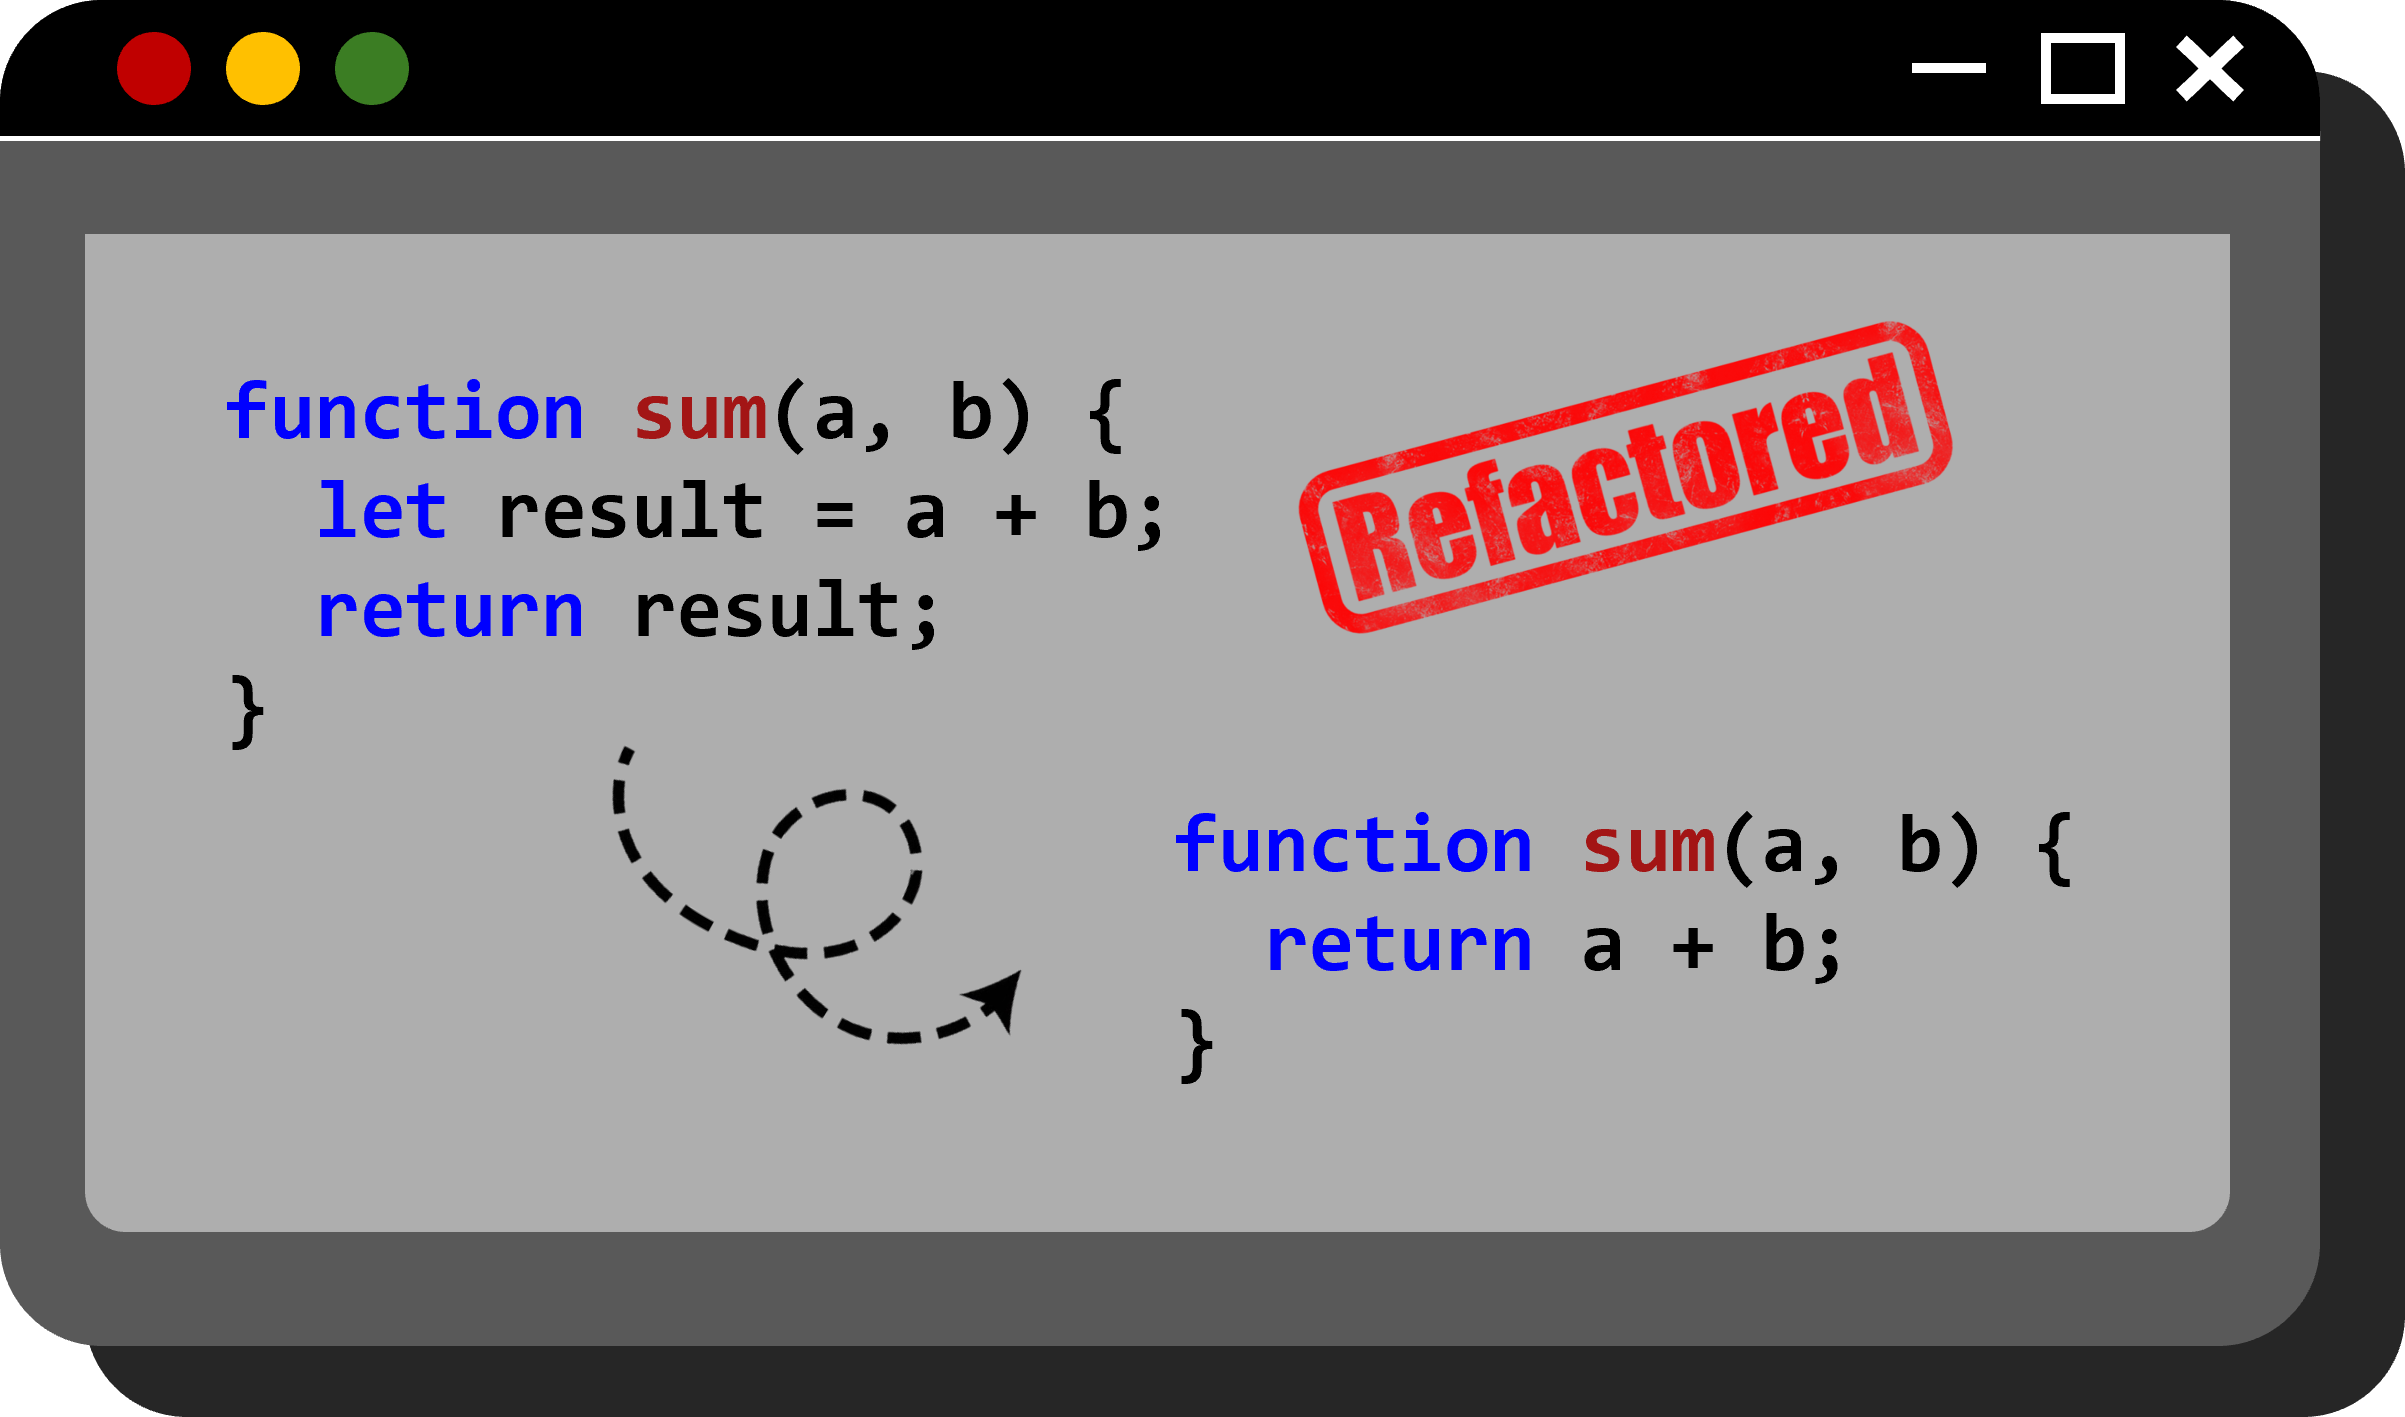 function sum(a, b) {
  let result = a + b;
  return result;
}
Refactored
function sum(a, b) {
  return a + b;
}